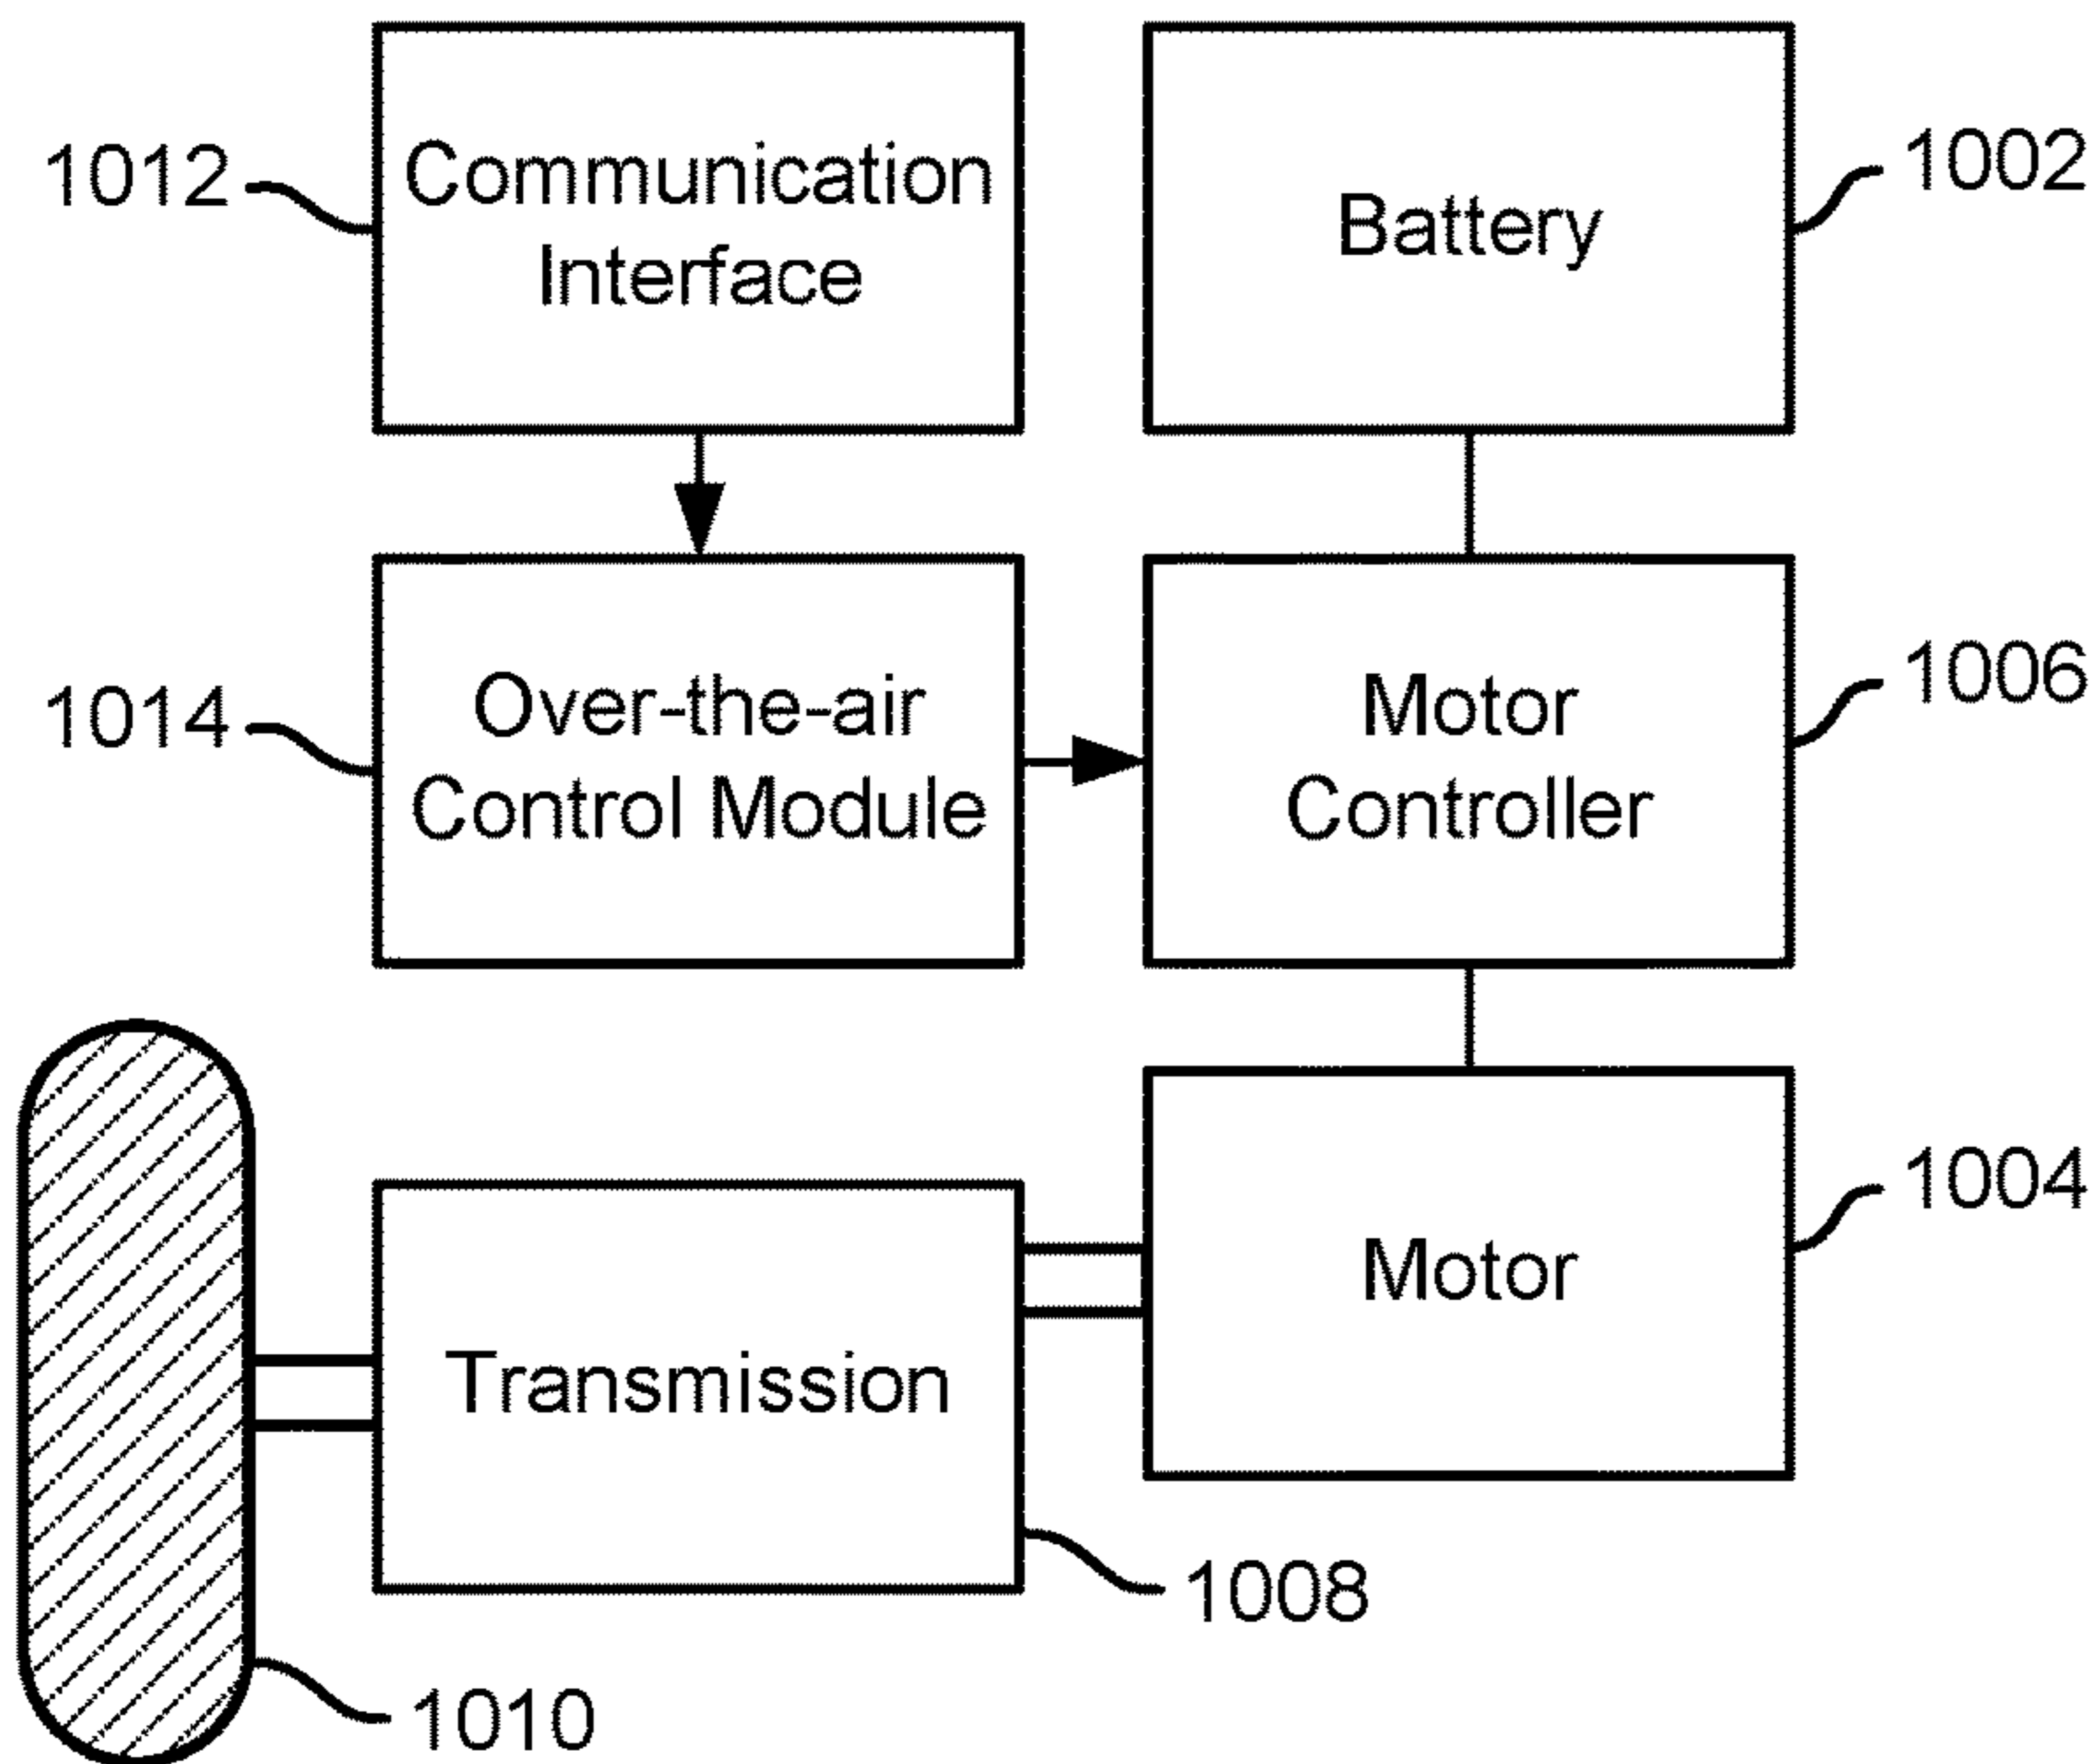 1012
Communication
Interface
Battery
1002
1014
Over-the-air
Control Module
Motor
Controller
1006
Transmission
Motor
1004
1008
1010